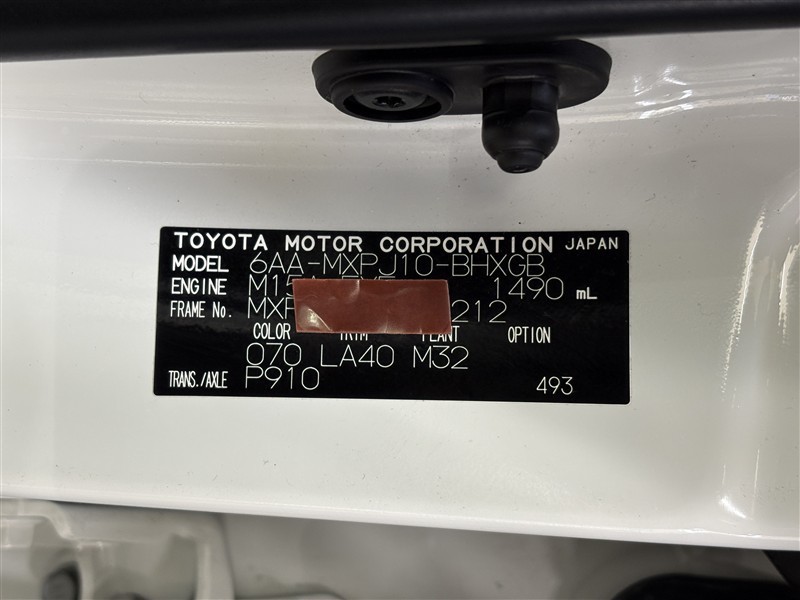 TOYOTA MOTOR CORPORATION JAPAN
MODEL 6AA-MXPJ10-BHXGB
ENGINE 1490 mL
FRAME No. 212
COLOR PLANT OPTION
070 LA40 M32
TRANS./AXLE P910 493